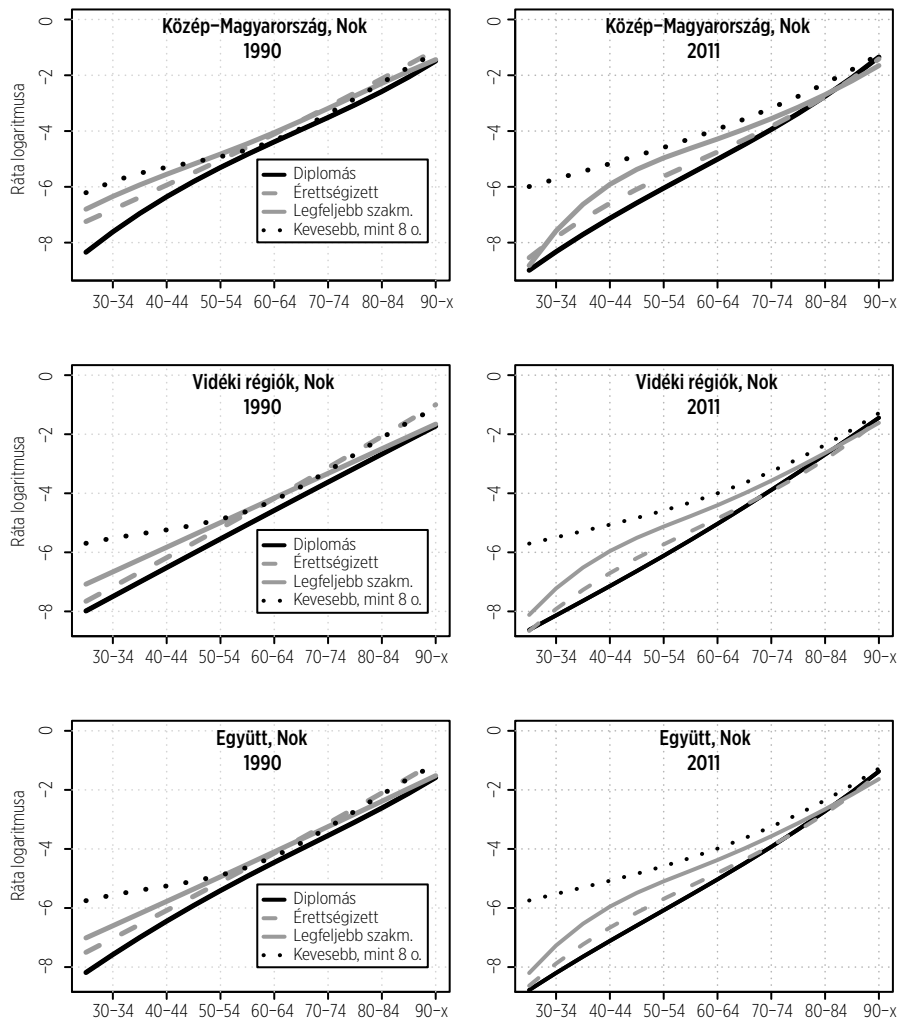 Közép–Magyarország, Nok
1990
Ráta logaritmusa
0
−2
−4
−6
−8
Diplomás
Érettségizett
Legfeljebb szakm.
Kevesebb, mint 8 o.
30–34 40–44 50–54 60–64 70–74 80–84 90–x
Közép–Magyarország, Nok
2011
0
−2
−4
−6
−8
30–34 40–44 50–54 60–64 70–74 80–84 90–x
Vidéki régiók, Nok
1990
Ráta logaritmusa
0
−2
−4
−6
−8
Diplomás
Érettségizett
Legfeljebb szakm.
Kevesebb, mint 8 o.
30–34 40–44 50–54 60–64 70–74 80–84 90–x
Vidéki régiók, Nok
2011
0
−2
−4
−6
−8
30–34 40–44 50–54 60–64 70–74 80–84 90–x
Együtt, Nok
1990
Ráta logaritmusa
0
−2
−4
−6
−8
Diplomás
Érettségizett
Legfeljebb szakm.
Kevesebb, mint 8 o.
30–34 40–44 50–54 60–64 70–74 80–84 90–x
Együtt, Nok
2011
0
−2
−4
−6
−8
30–34 40–44 50–54 60–64 70–74 80–84 90–x